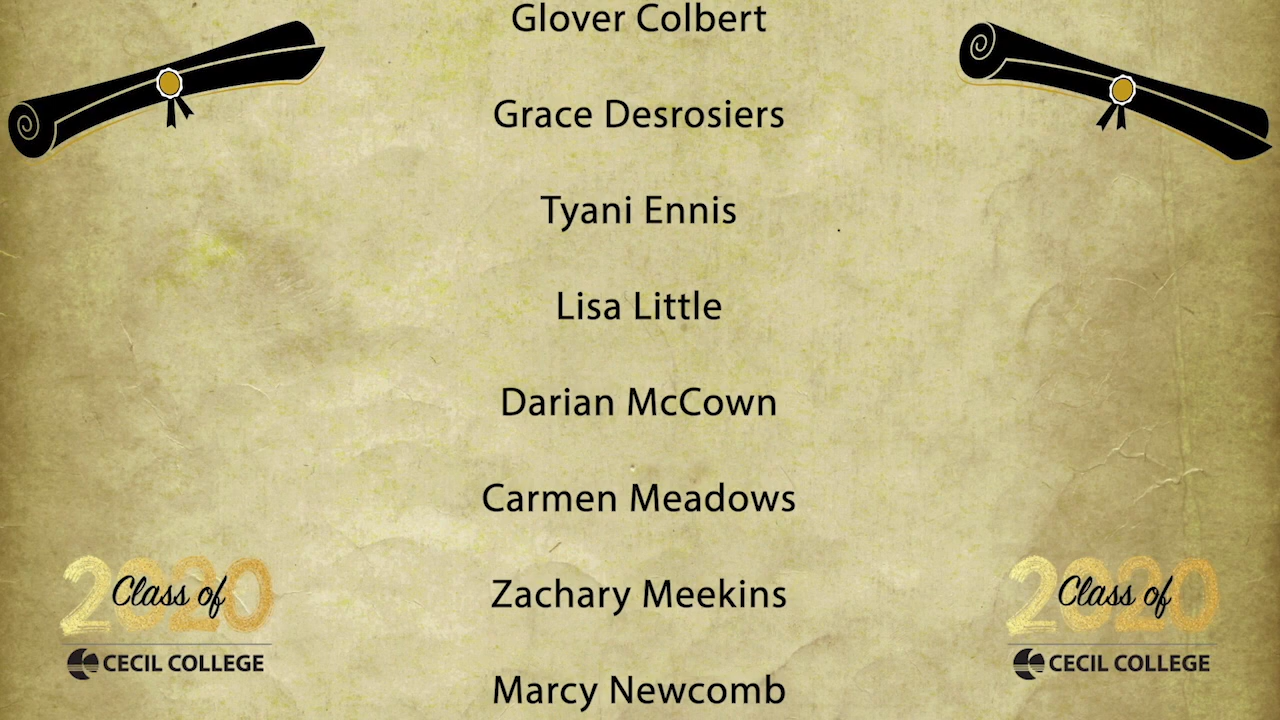 Glover Colbert
Grace Desrosiers
Tyani Ennis
Lisa Little
Darian McCown
Carmen Meadows
Zachary Meekins
Marcy Newcomb
2020
Class of
CECIL COLLEGE
2020
Class of
CECIL COLLEGE